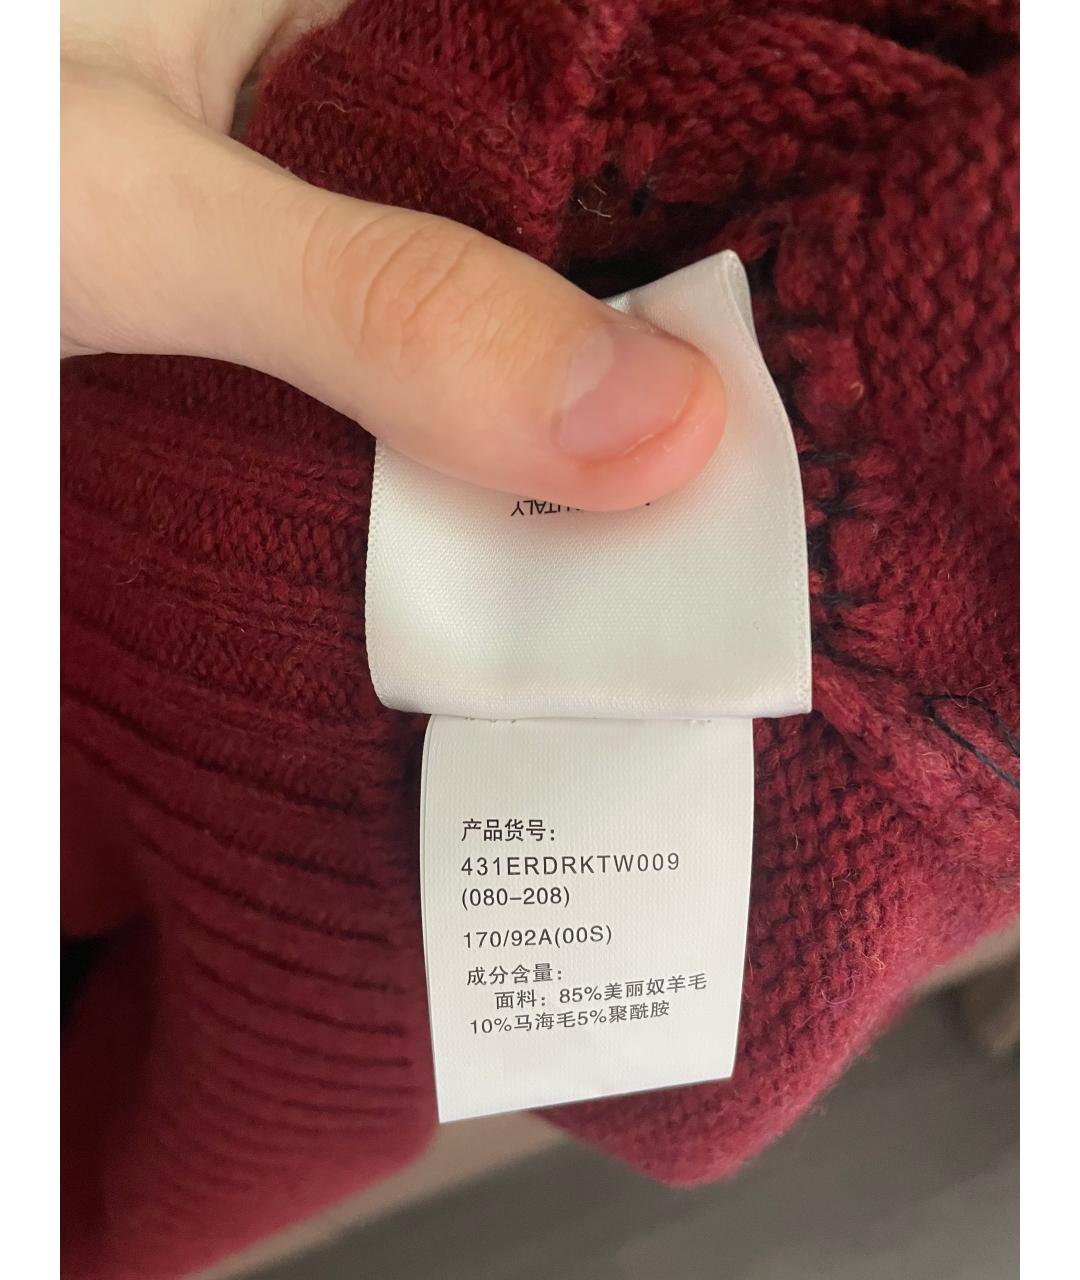 ITALY
产品货号：
431ERDRKTW009
(080-208)
170/92A(00S)
成分含量：
面料：85%美丽奴羊毛
10%马海毛5%聚酰胺